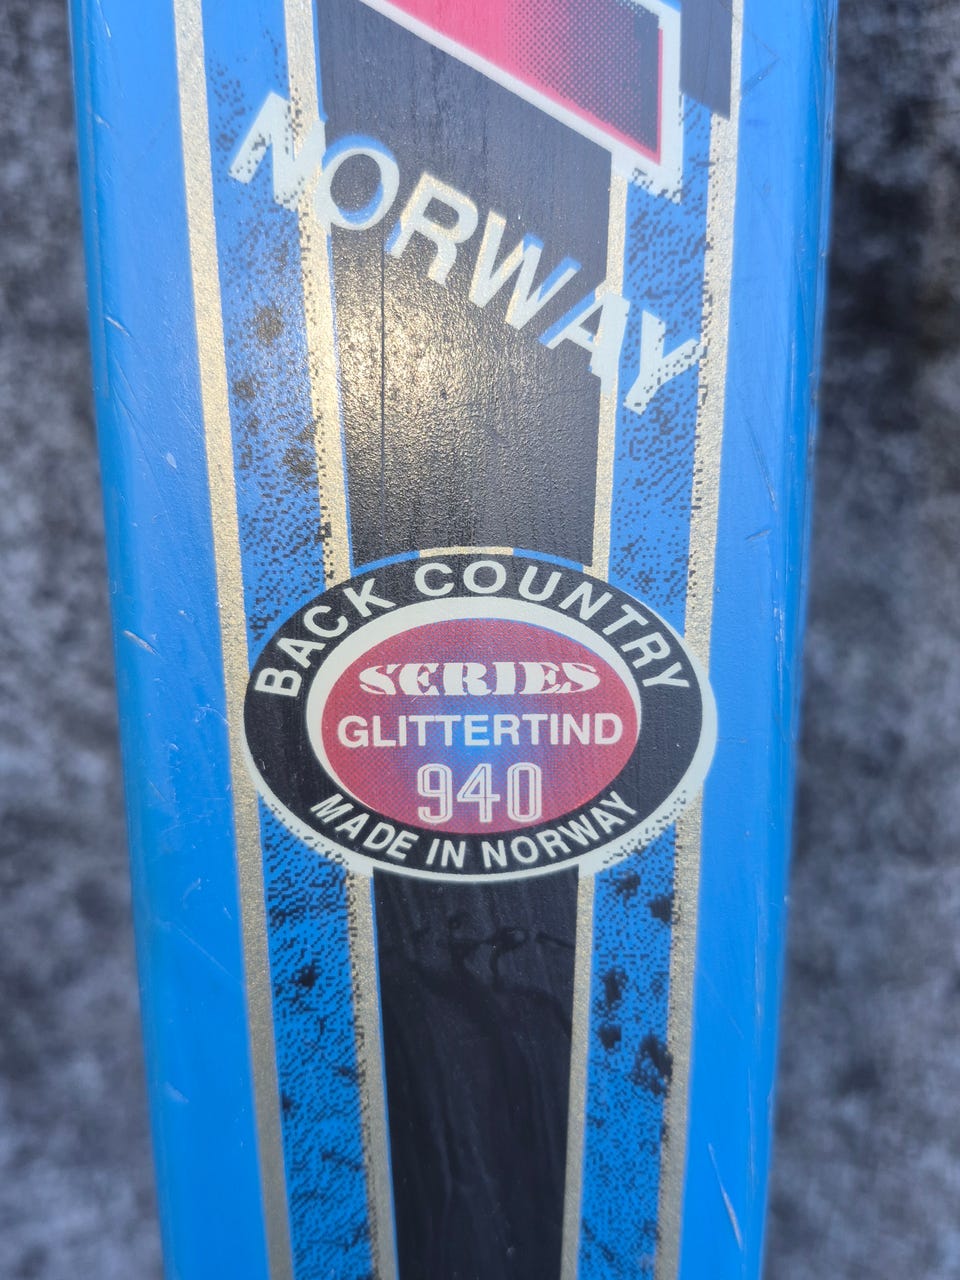 NORWAY
BACK COUNTRY
SERIES
GLITTERTIND
940
MADE IN NORWAY